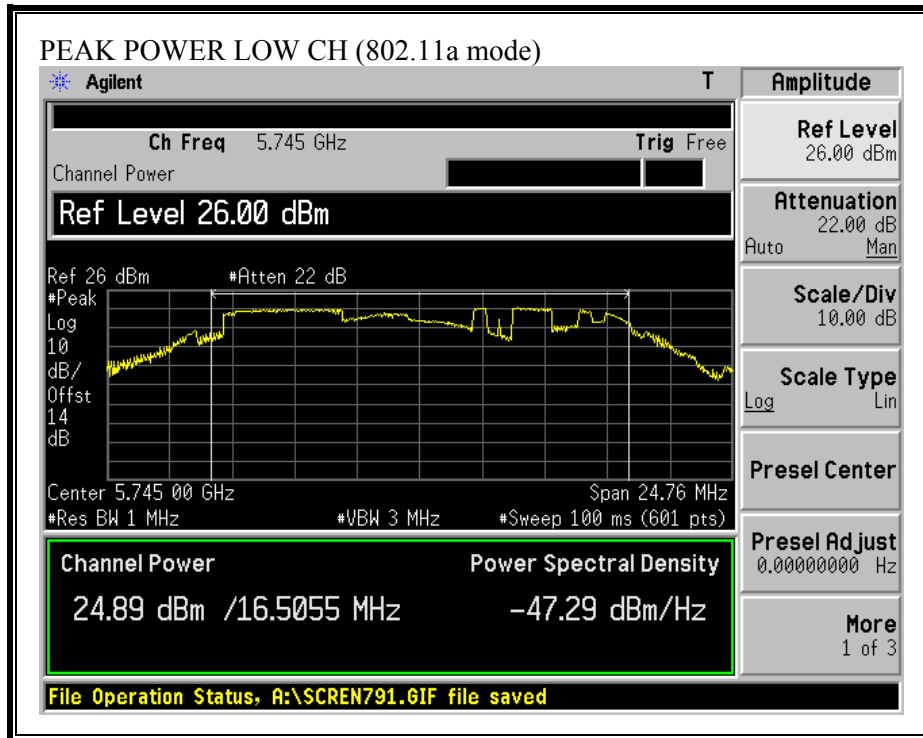 PEAK POWER LOW CH (802.11a mode)
Agilent T
Ch Freq 5.745 GHz Trig Free
Channel Power
Ref Level 26.00 dBm
Ref 26 dBm #Atten 22 dB
#Peak
Log
10
dB/
Offst
14
dB
Center 5.745 00 GHz Span 24.76 MHz
#Res BW 1 MHz #VBW 3 MHz #Sweep 100 ms (601 pts)
Channel Power Power Spectral Density
24.89 dBm /16.5055 MHz -47.29 dBm/Hz
File Operation Status, A:\SCREN791.GIF file saved
Amplitude
Ref Level
26.00 dBm
Attenuation
22.00 dB
Auto Man
Scale/Div
10.00 dB
Scale Type
Log Lin
Presel Center
Presel Adjust
0.00000000 Hz
More
1 of 3